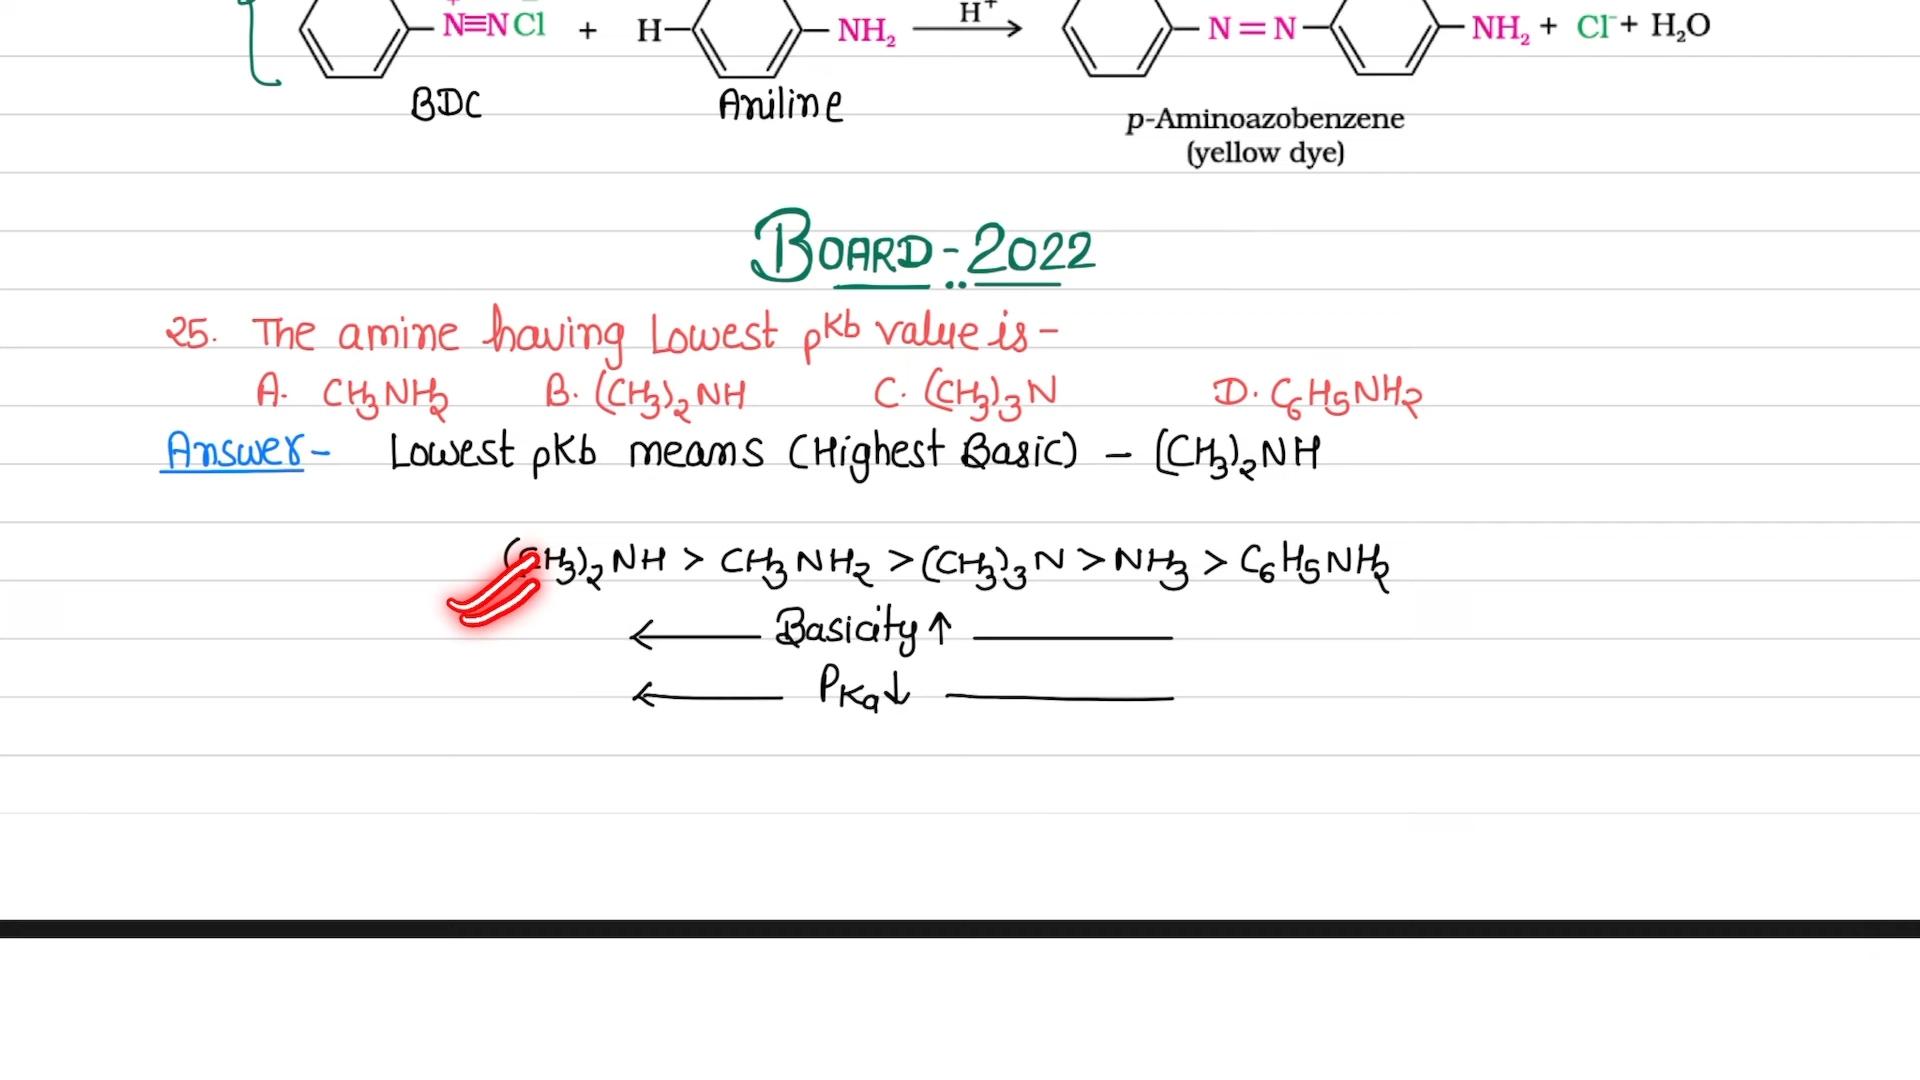 N≡NCl + H NH₂ H⁺ N=N NH₂ + Cl⁻ + H₂O
BDC Aniline
p-Aminoazobenzene
(yellow dye)
BOARD-2022
25. The amine having Lowest pKb value is-
A. CH₃NH₂ B. (CH₃)₂NH C. (CH₃)₃N D. C₆H₅NH₂
Answer- Lowest pKb means (Highest Basic) - (CH₃)₂NH
(CH₃)₂NH > CH₃NH₂ > (CH₃)₃N > NH₃ > C₆H₅NH₂
← Basicity ↑
← PKa↓